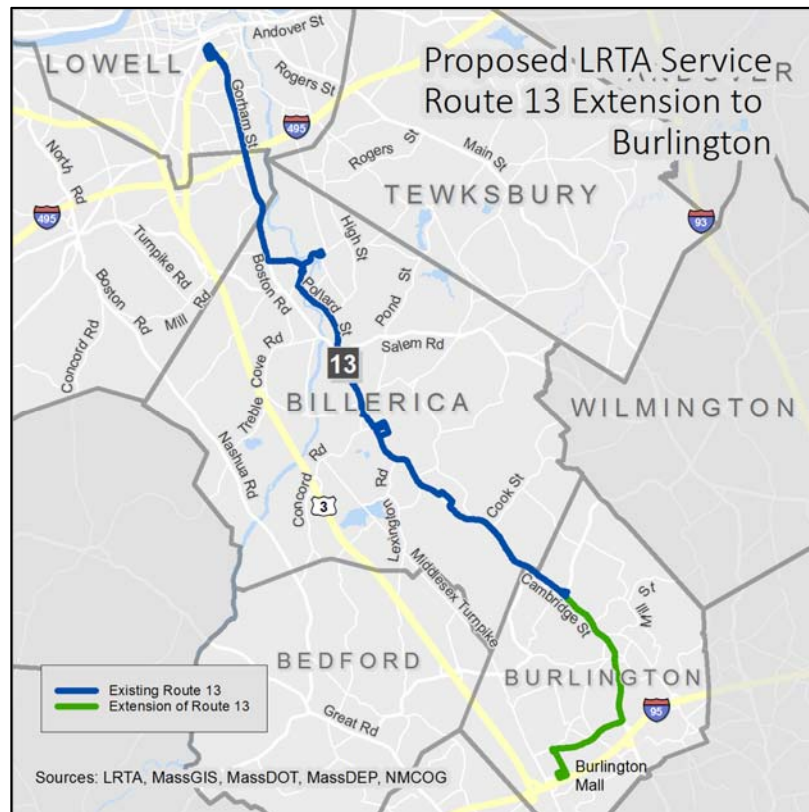 Proposed LRTA Service
Route 13 Extension to
Burlington
LOWELL
Andover St
ANDOVER
Rogers St
Gorham St
495
Rogers St
Main St
North Rd
TEWKSBURY
93
495
High St
Turnpike Rd
Boston Rd
Pollard St
Pond St
Boston Rd
Mill Rd
Salem Rd
Concord Rd
13
Treble Cove Rd
BILLERICA
WILMINGTON
Nashua Rd
Concord Rd
3
Lexington Rd
Cook St
Middlesex Turnpike
Cambridge St
Mill St
BEDFORD
BURLINGTON
Existing Route 13
Extension of Route 13
Great Rd
95
Burlington
Mall
Sources: LRTA, MassGIS, MassDOT, MassDEP, NMCOG